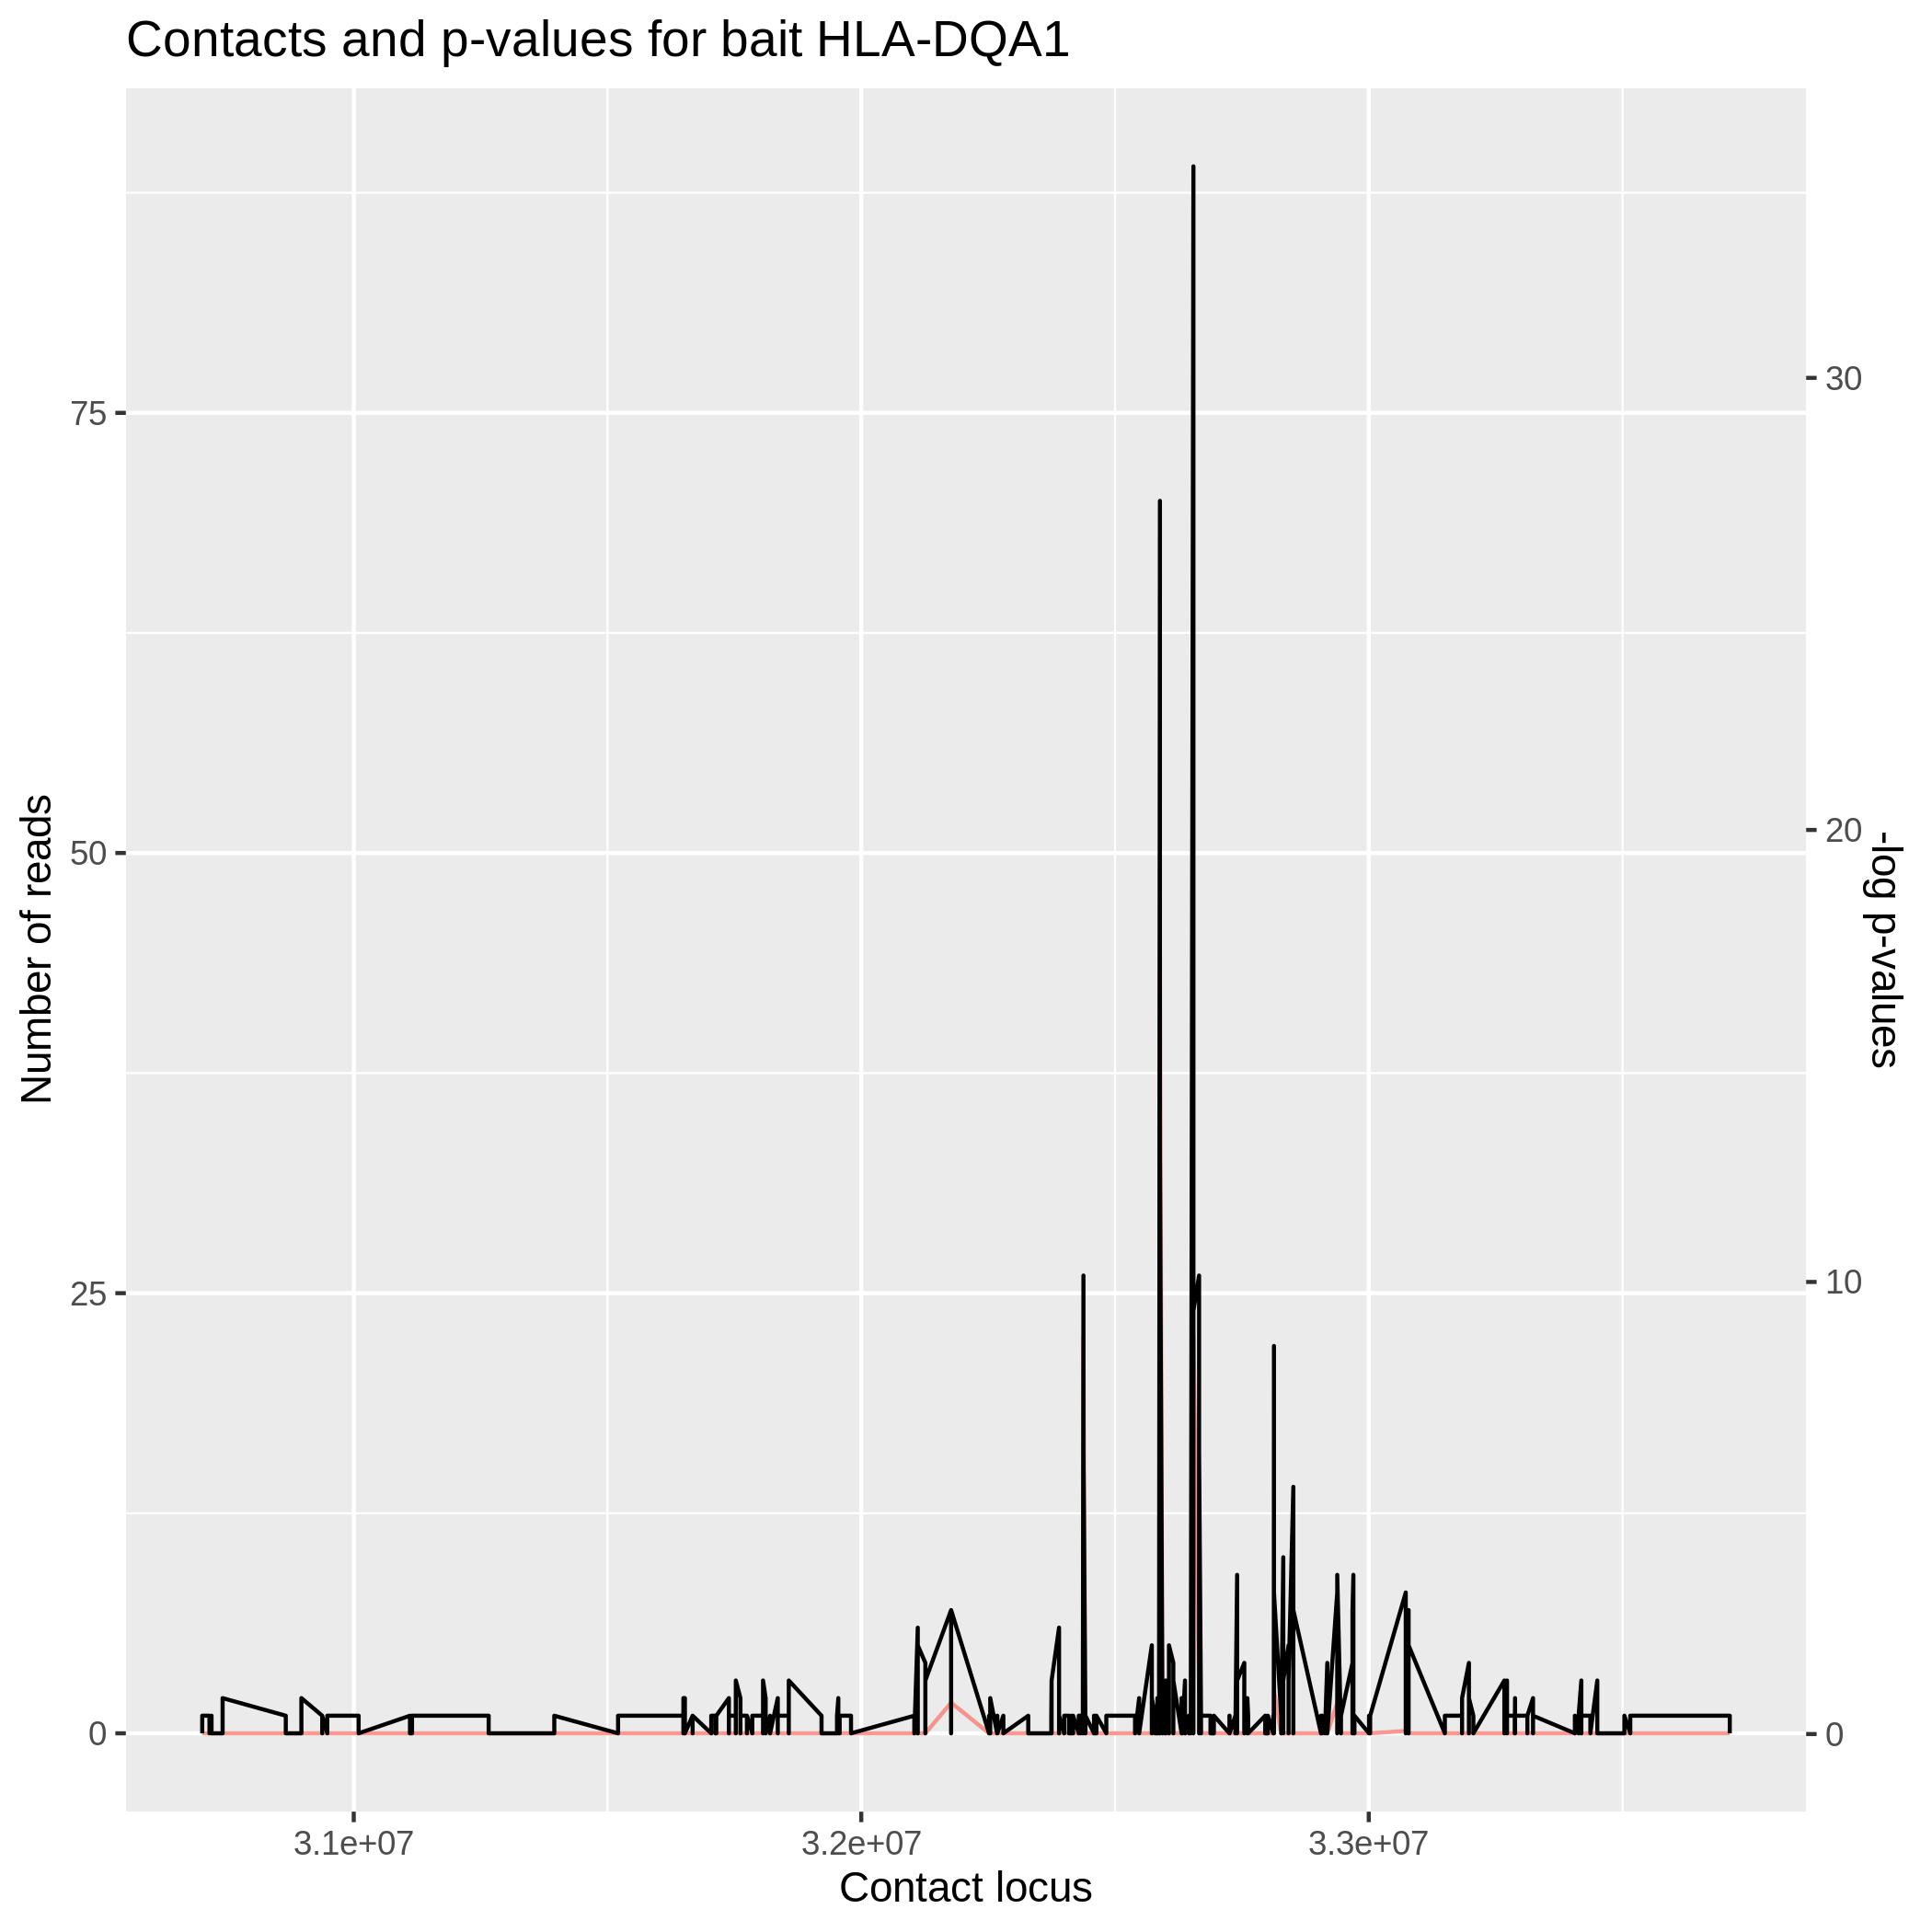 Contacts and p-values for bait HLA-DQA1
Number of reads
75
50
25
0
30
20
10
0
-log p-values
3.1e+07
3.2e+07
3.3e+07
Contact locus